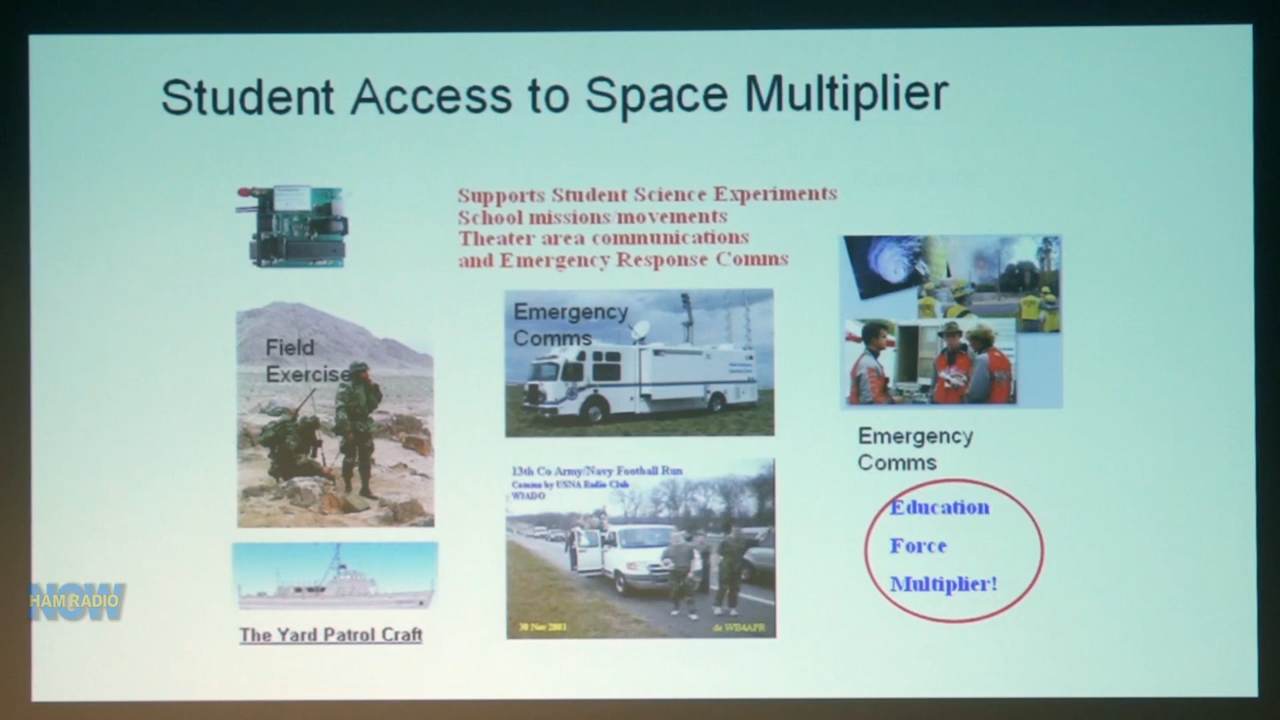 Student Access to Space Multiplier
Supports Student Science Experiments
School missions movements
Theater area communications
and Emergency Response Comms
Field
Exercise
Emergency
Comms
Emergency
Comms
13th Co Army/Navy Football Run
Comms by USNA Radio Club
W3ADO
30 Nov 2001
de WB4APR
Education
Force
Multiplier!
The Yard Patrol Craft
HAM RADIO
NOW